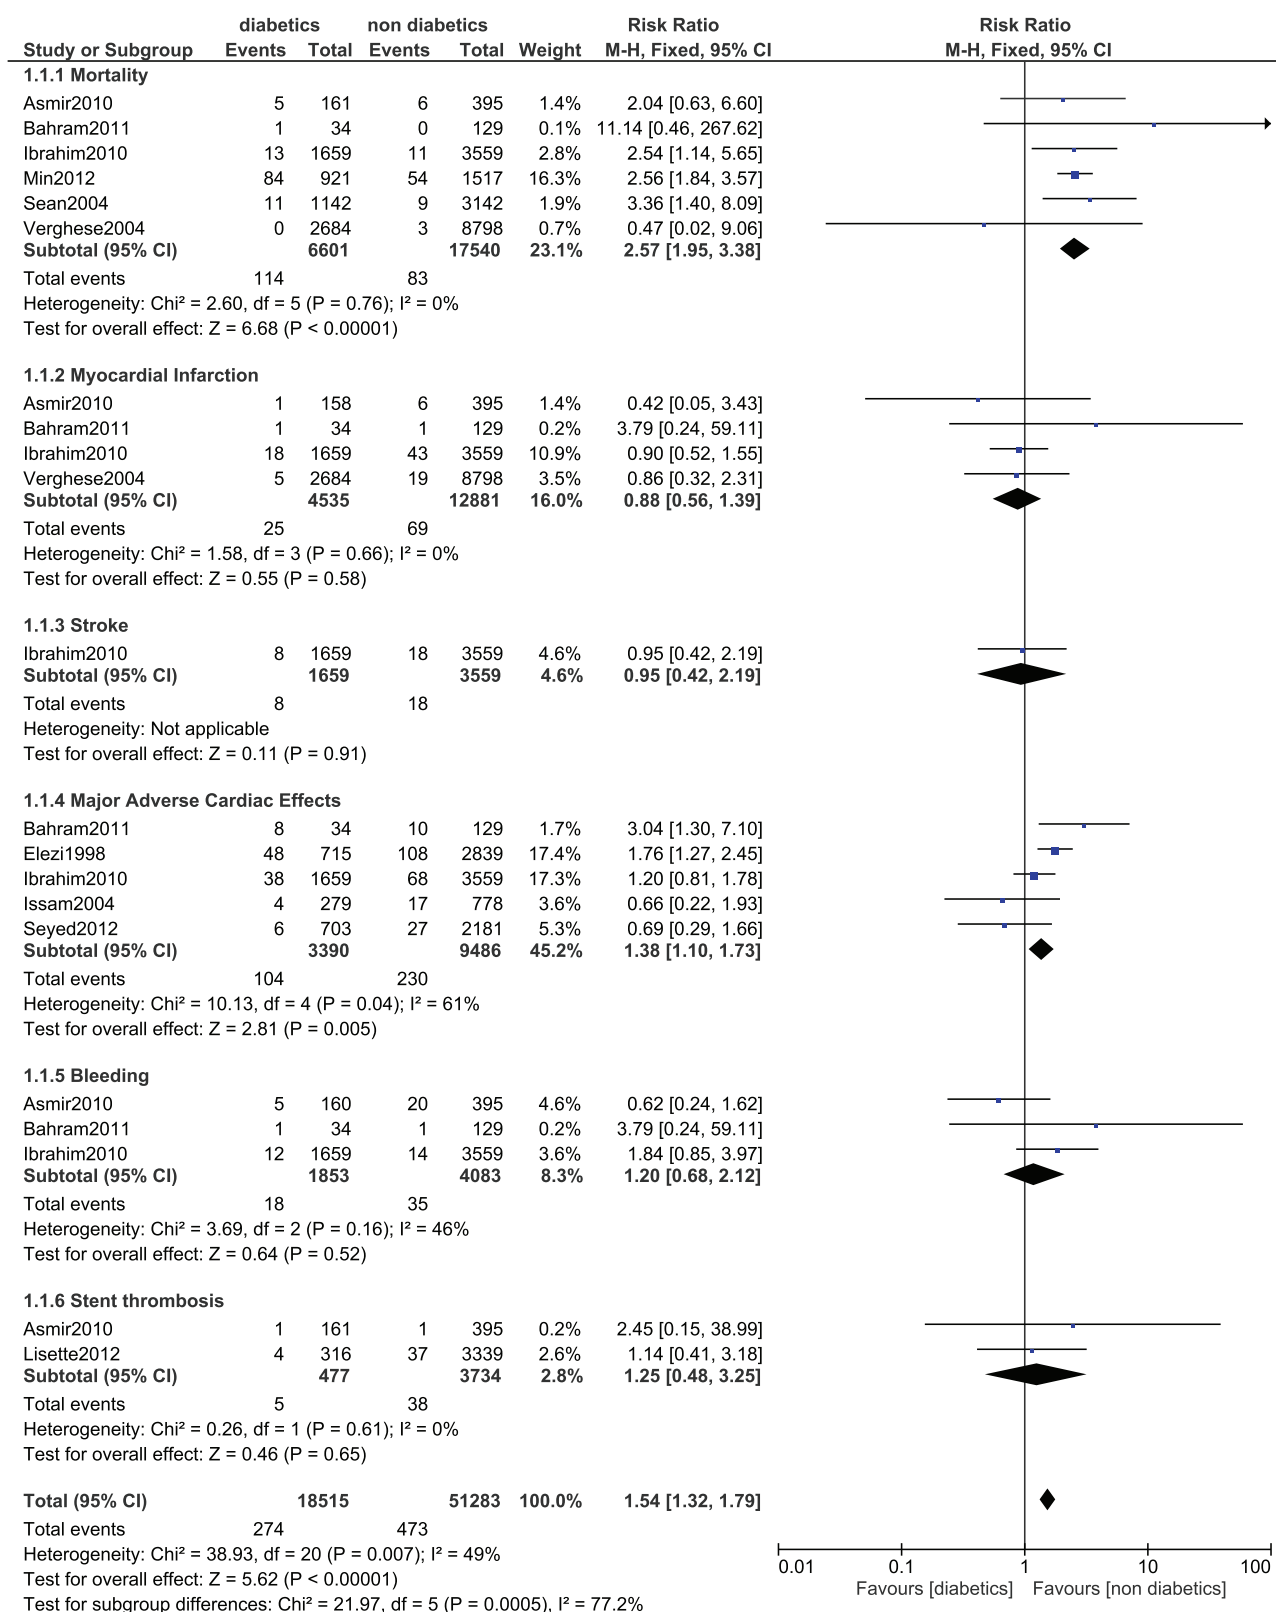 diabetics non diabetics Risk Ratio Risk Ratio
Study or Subgroup Events Total Events Total Weight M-H, Fixed, 95% CI M-H, Fixed, 95% CI
1.1.1 Mortality
Asmir2010 5 161 6 395 1.4% 2.04 [0.63, 6.60]
Bahram2011 1 34 0 129 0.1% 11.14 [0.46, 267.62]
Ibrahim2010 13 1659 11 3559 2.8% 2.54 [1.14, 5.65]
Min2012 84 921 54 1517 16.3% 2.56 [1.84, 3.57]
Sean2004 11 1142 9 3142 1.9% 3.36 [1.40, 8.09]
Verghese2004 0 2684 3 8798 0.7% 0.47 [0.02, 9.06]
Subtotal (95% CI) 6601 17540 23.1% 2.57 [1.95, 3.38]
Total events 114 83
Heterogeneity: Chi² = 2.60, df = 5 (P = 0.76); I² = 0%
Test for overall effect: Z = 6.68 (P < 0.00001)
1.1.2 Myocardial Infarction
Asmir2010 1 158 6 395 1.4% 0.42 [0.05, 3.43]
Bahram2011 1 34 1 129 0.2% 3.79 [0.24, 59.11]
Ibrahim2010 18 1659 43 3559 10.9% 0.90 [0.52, 1.55]
Verghese2004 5 2684 19 8798 3.5% 0.86 [0.32, 2.31]
Subtotal (95% CI) 4535 12881 16.0% 0.88 [0.56, 1.39]
Total events 25 69
Heterogeneity: Chi² = 1.58, df = 3 (P = 0.66); I² = 0%
Test for overall effect: Z = 0.55 (P = 0.58)
1.1.3 Stroke
Ibrahim2010 8 1659 18 3559 4.6% 0.95 [0.42, 2.19]
Subtotal (95% CI) 1659 3559 4.6% 0.95 [0.42, 2.19]
Total events 8 18
Heterogeneity: Not applicable
Test for overall effect: Z = 0.11 (P = 0.91)
1.1.4 Major Adverse Cardiac Effects
Bahram2011 8 34 10 129 1.7% 3.04 [1.30, 7.10]
Elezi1998 48 715 108 2839 17.4% 1.76 [1.27, 2.45]
Ibrahim2010 38 1659 68 3559 17.3% 1.20 [0.81, 1.78]
Issam2004 4 279 17 778 3.6% 0.66 [0.22, 1.93]
Seyed2012 6 703 27 2181 5.3% 0.69 [0.29, 1.66]
Subtotal (95% CI) 3390 9486 45.2% 1.38 [1.10, 1.73]
Total events 104 230
Heterogeneity: Chi² = 10.13, df = 4 (P = 0.04); I² = 61%
Test for overall effect: Z = 2.81 (P = 0.005)
1.1.5 Bleeding
Asmir2010 5 160 20 395 4.6% 0.62 [0.24, 1.62]
Bahram2011 1 34 1 129 0.2% 3.79 [0.24, 59.11]
Ibrahim2010 12 1659 14 3559 3.6% 1.84 [0.85, 3.97]
Subtotal (95% CI) 1853 4083 8.3% 1.20 [0.68, 2.12]
Total events 18 35
Heterogeneity: Chi² = 3.69, df = 2 (P = 0.16); I² = 46%
Test for overall effect: Z = 0.64 (P = 0.52)
1.1.6 Stent thrombosis
Asmir2010 1 161 1 395 0.2% 2.45 [0.15, 38.99]
Lisette2012 4 316 37 3339 2.6% 1.14 [0.41, 3.18]
Subtotal (95% CI) 477 3734 2.8% 1.25 [0.48, 3.25]
Total events 5 38
Heterogeneity: Chi² = 0.26, df = 1 (P = 0.61); I² = 0%
Test for overall effect: Z = 0.46 (P = 0.65)
Total (95% CI) 18515 51283 100.0% 1.54 [1.32, 1.79]
Total events 274 473
Heterogeneity: Chi² = 38.93, df = 20 (P = 0.007); I² = 49%
Test for overall effect: Z = 5.62 (P < 0.00001)
Test for subgroup differences: Chi² = 21.97, df = 5 (P = 0.0005), I² = 77.2%
0.01 0.1 1 10 100
Favours [diabetics] Favours [non diabetics]